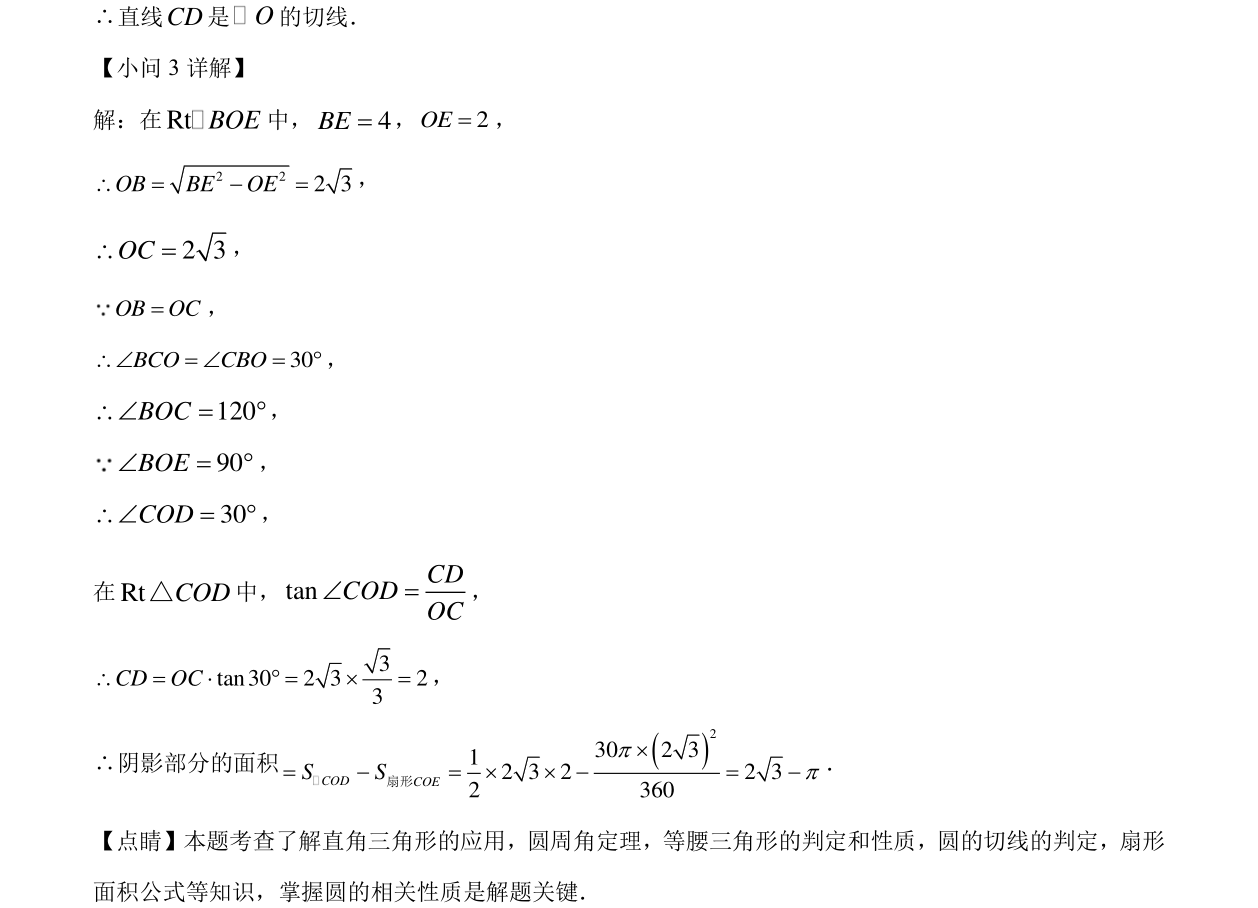 ∴直线CD是□ O的切线．
【小问3详解】
解：在Rt□BOE中，BE=4，OE=2，
∴OB=√(BE²−OE²)=2√3，
∴OC=2√3，
∵OB=OC，
∴∠BCO=∠CBO=30°，
∴∠BOC=120°，
∵∠BOE=90°，
∴∠COD=30°，
在Rt△COD中，tan∠COD=CD/OC，
∴CD=OC·tan30°=2√3×√3/3=2，
∴阴影部分的面积=S□COD−S扇形COE=1/2×2√3×2−30π×(2√3)²/360=2√3−π．
【点睛】本题考查了解直角三角形的应用，圆周角定理，等腰三角形的判定和性质，圆的切线的判定，扇形
面积公式等知识，掌握圆的相关性质是解题关键．